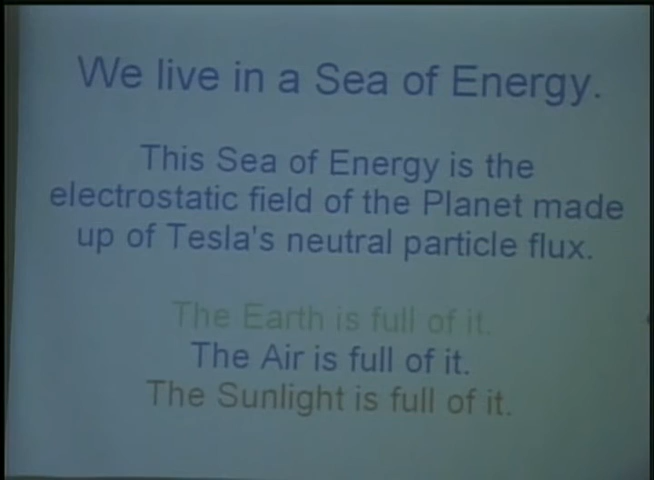 We live in a Sea of Energy.
This Sea of Energy is the
electrostatic field of the Planet made
up of Tesla's neutral particle flux.
The Earth is full of it.
The Air is full of it.
The Sunlight is full of it.